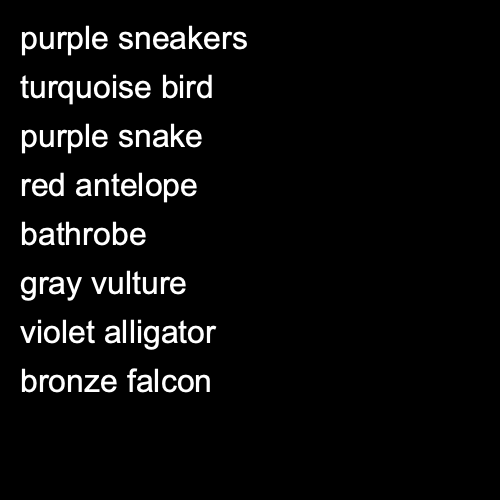 purple sneakers
turquoise bird
purple snake
red antelope
bathrobe
gray vulture
violet alligator
bronze falcon